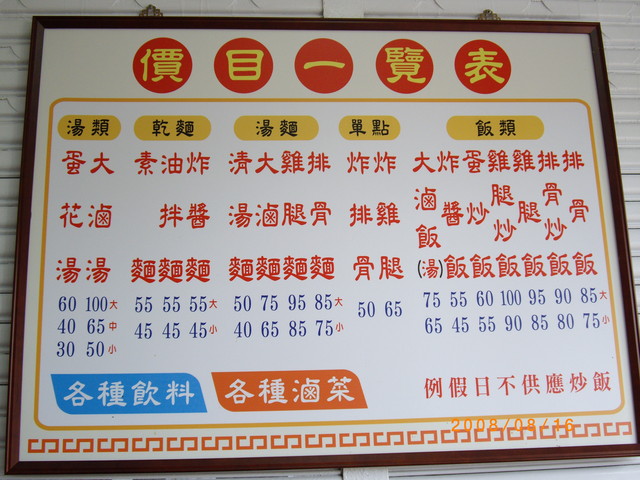 價目一覽表
湯類
蛋花湯
大滷湯
60 100大
40 65中
30 50小
乾麵
素麵
油拌麵
炸醬麵
55 55 55大
45 45 45小
湯麵
清湯麵
大滷麵
雞腿麵
排骨麵
50 75 95 85大
40 65 85 75小
單點
炸排骨
炸雞腿
50 65
飯類
大滷飯(湯)
炸醬飯
蛋炒飯
雞腿炒飯
雞腿飯
排骨炒飯
排骨飯
75 55 60 100 95 90 85大
65 45 55 90 85 80 75小
各種飲料
各種滷菜
例假日不供應炒飯
2008/08/16